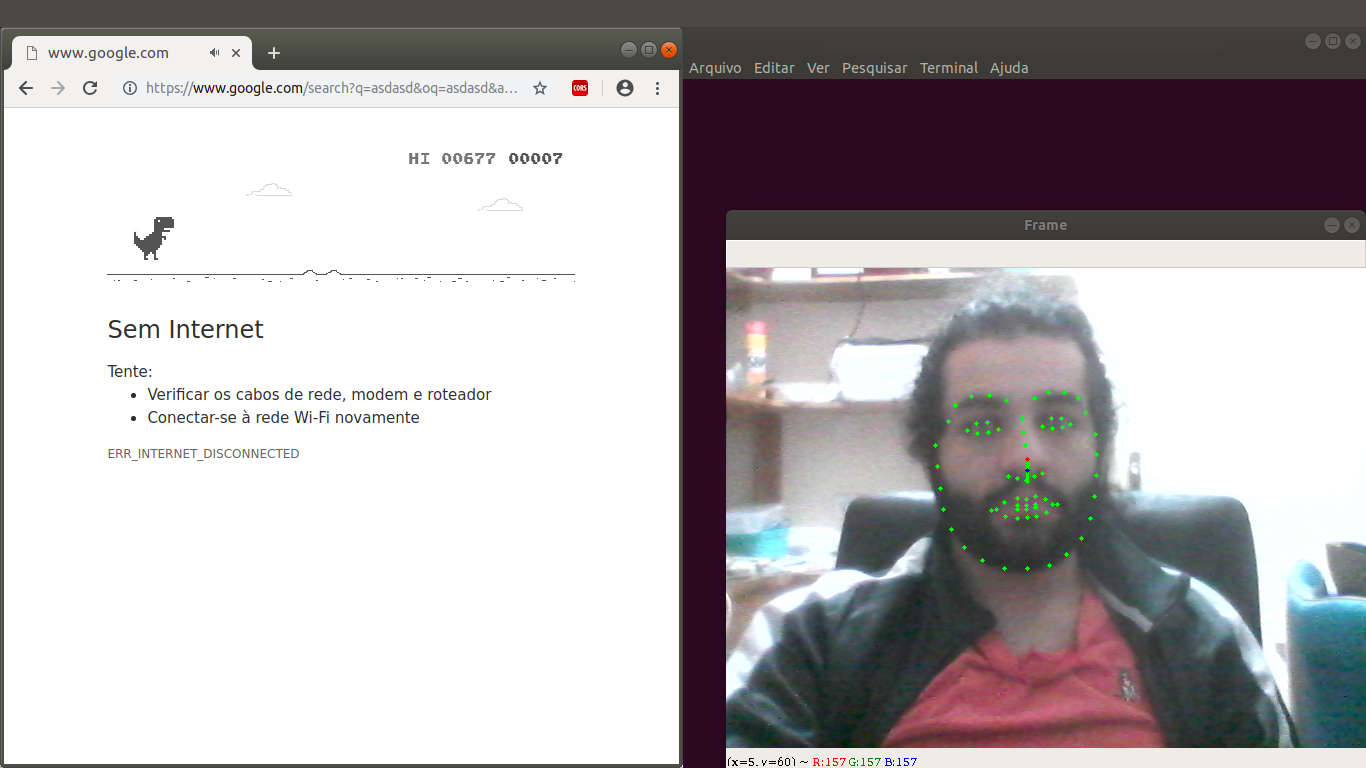 www.google.com
https://www.google.com/search?q=asdasd&oq=asdasd&a...
CORS
HI 00677 00007
Sem Internet
Tente:
Verificar os cabos de rede, modem e roteador
Conectar-se à rede Wi-Fi novamente
ERR_INTERNET_DISCONNECTED
Arquivo Editar Ver Pesquisar Terminal Ajuda
Frame
(x=5, y=60) ~ R:157 G:157 B:157